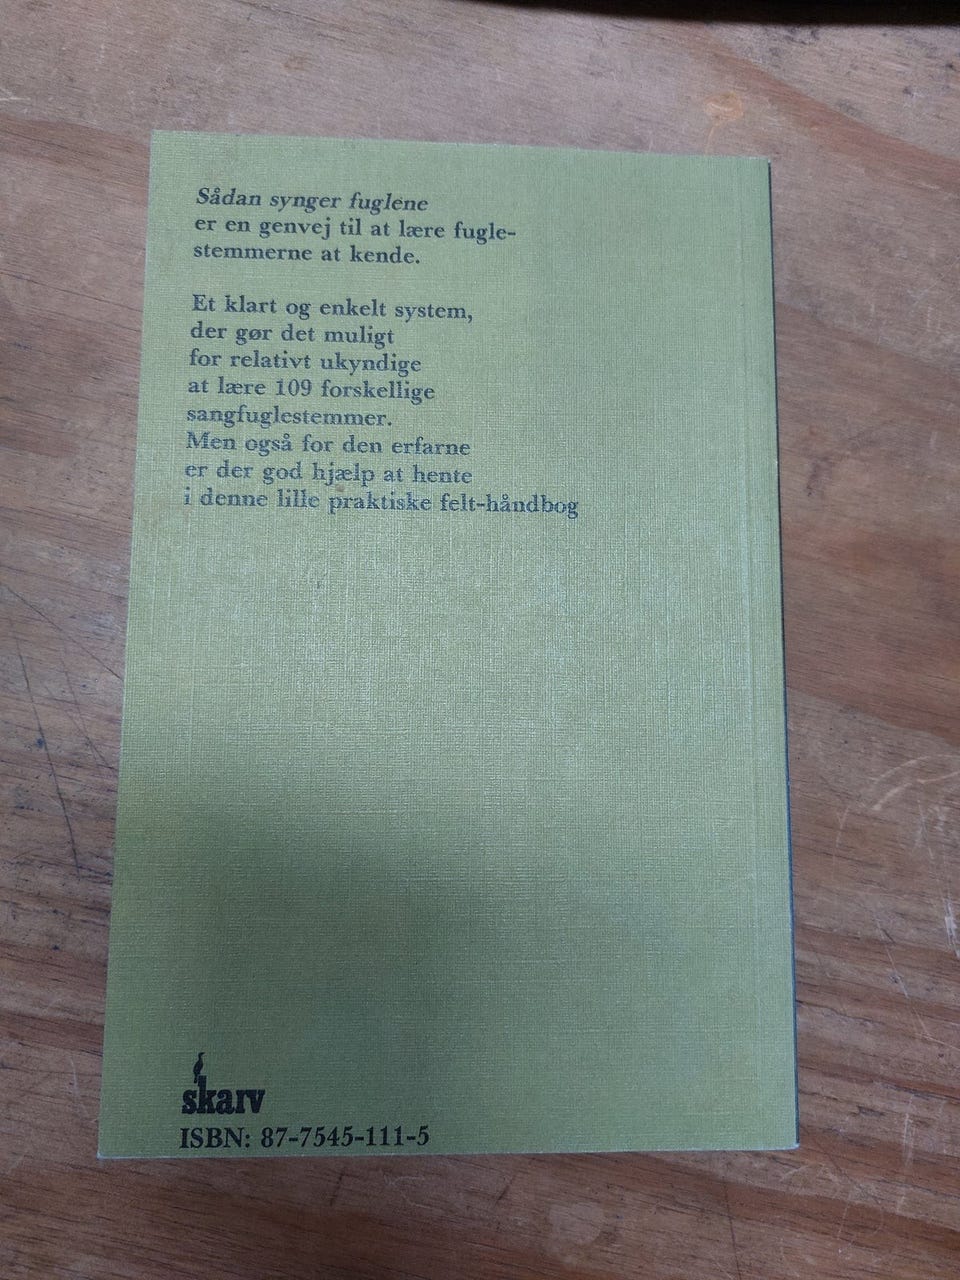 Sådan synger fuglene
er en genvej til at lære fugle-
stemmerne at kende.
Et klart og enkelt system,
der gør det muligt
for relativt ukyndige
at lære 109 forskellige
sangfuglestemmer.
Men også for den erfarne
er der god hjælp at hente
i denne lille praktiske felt-håndbog
skarv
ISBN: 87-7545-111-5